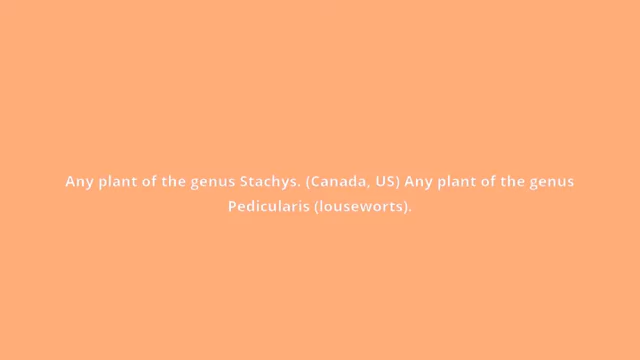 Any plant of the genus Stachys. (Canada, US) Any plant of the genus
Pedicularis (louseworts).